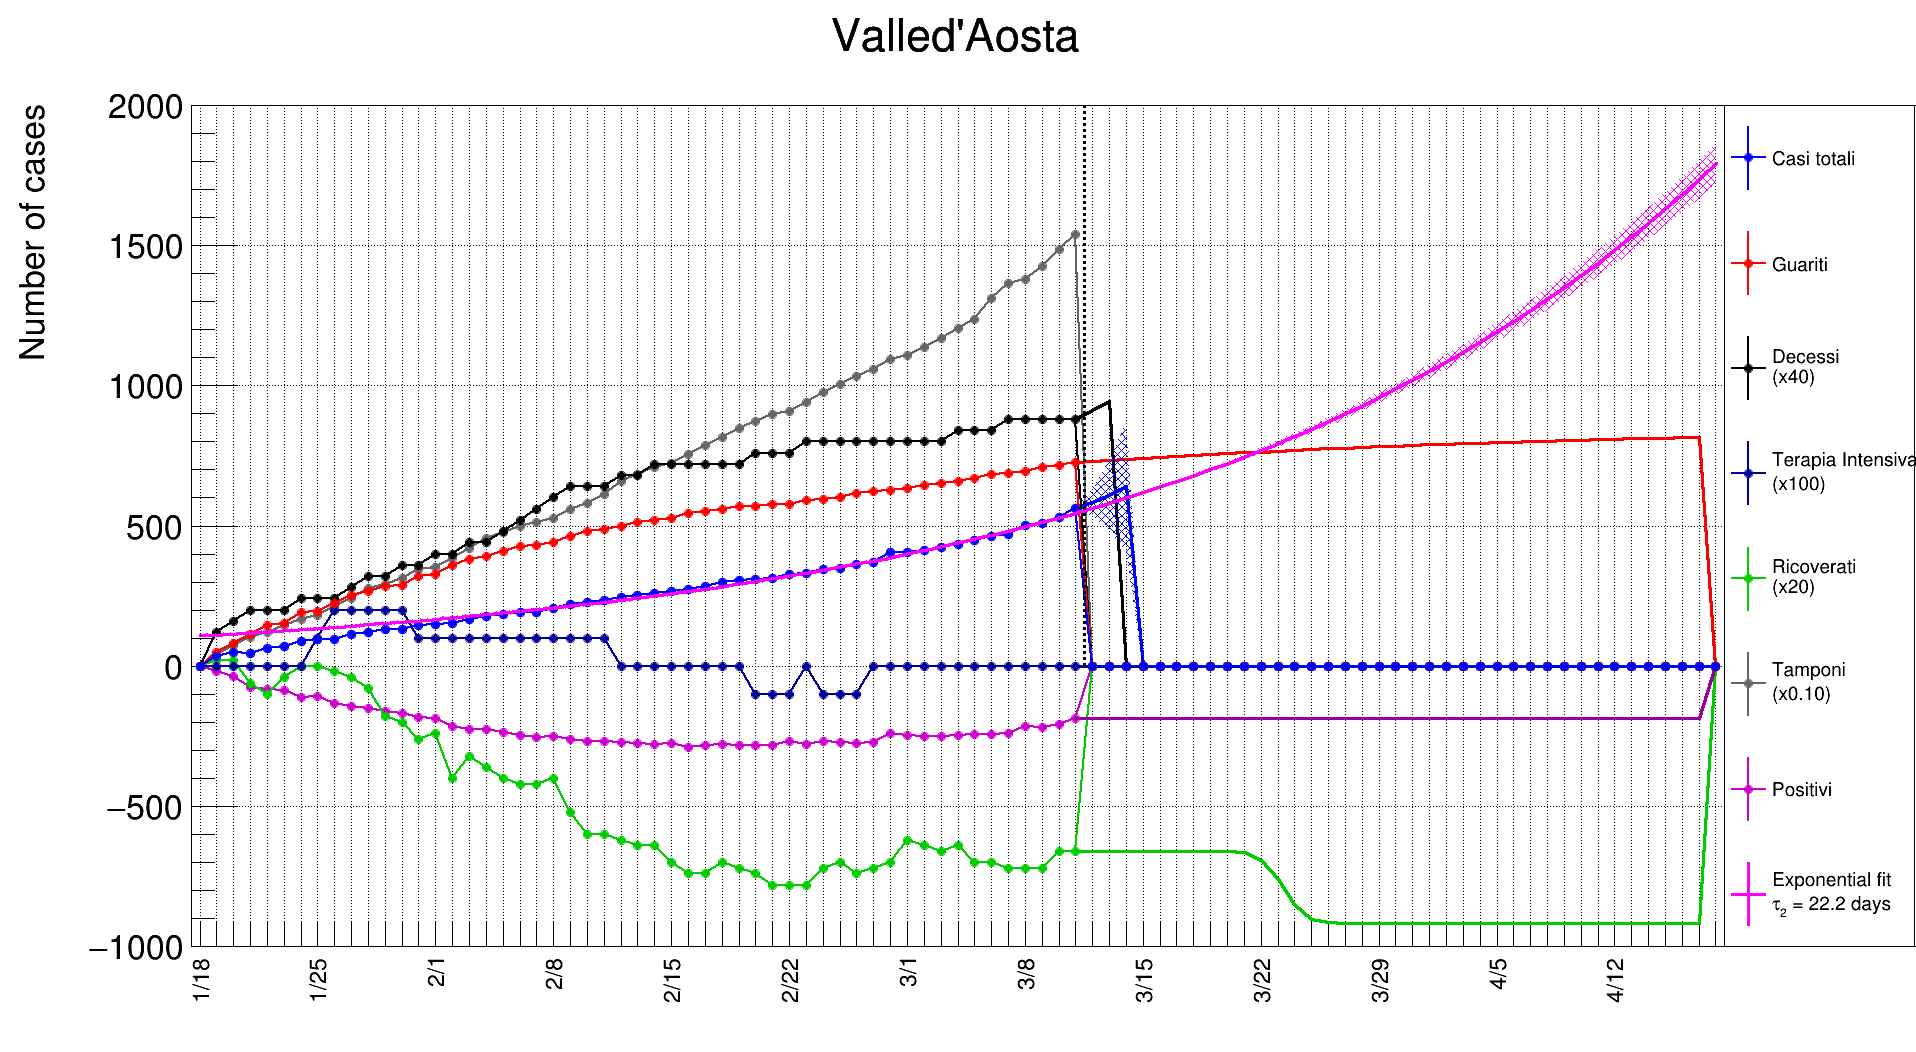 Valled'Aosta
Number of cases
2000
1500
1000
500
0
−500
−1000
1/18
1/25
2/1
2/8
2/15
2/22
3/1
3/8
3/15
3/22
3/29
4/5
4/12
Casi totali
Guariti
Decessi
(x40)
Terapia Intensiva
(x100)
Ricoverati
(x20)
Tamponi
(x0.10)
Positivi
Exponential fit
τ₂ = 22.2 days